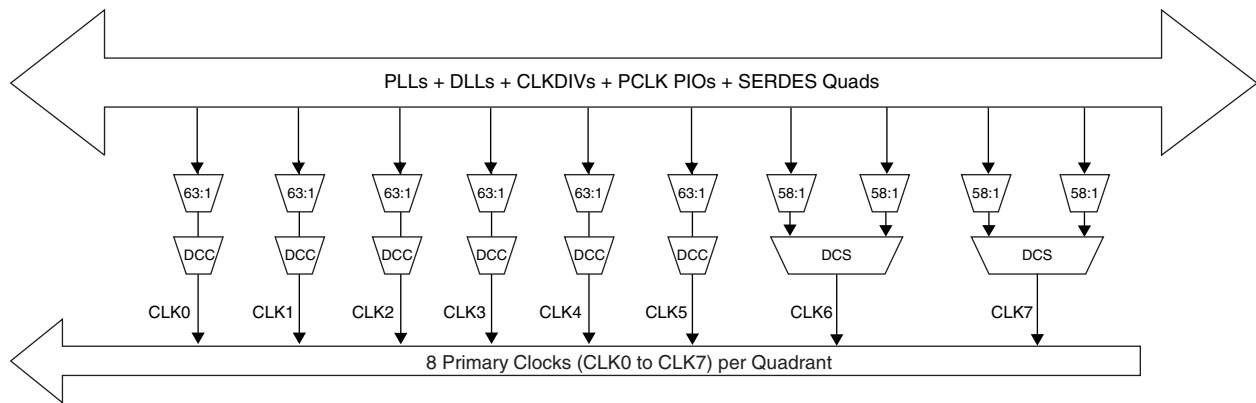 PLLs + DLLs + CLKDIVs + PCLK PIOs + SERDES Quads
63:1 63:1 63:1 63:1 63:1 63:1 58:1 58:1 58:1 58:1
DCC DCC DCC DCC DCC DCC DCS DCS
CLK0 CLK1 CLK2 CLK3 CLK4 CLK5 CLK6 CLK7
8 Primary Clocks (CLK0 to CLK7) per Quadrant